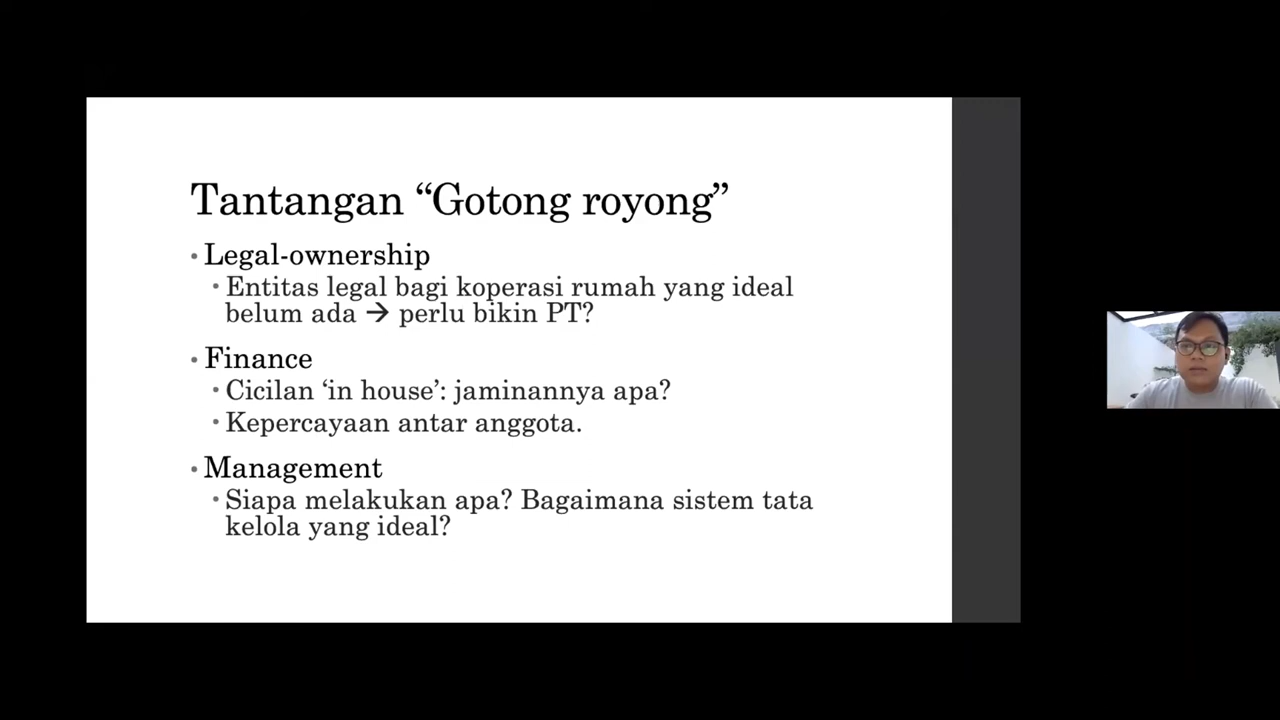 Tantangan “Gotong royong”
• Legal-ownership
• Entitas legal bagi koperasi rumah yang ideal
belum ada → perlu bikin PT?
• Finance
• Cicilan ‘in house’: jaminannya apa?
• Kepercayaan antar anggota.
• Management
• Siapa melakukan apa? Bagaimana sistem tata
kelola yang ideal?